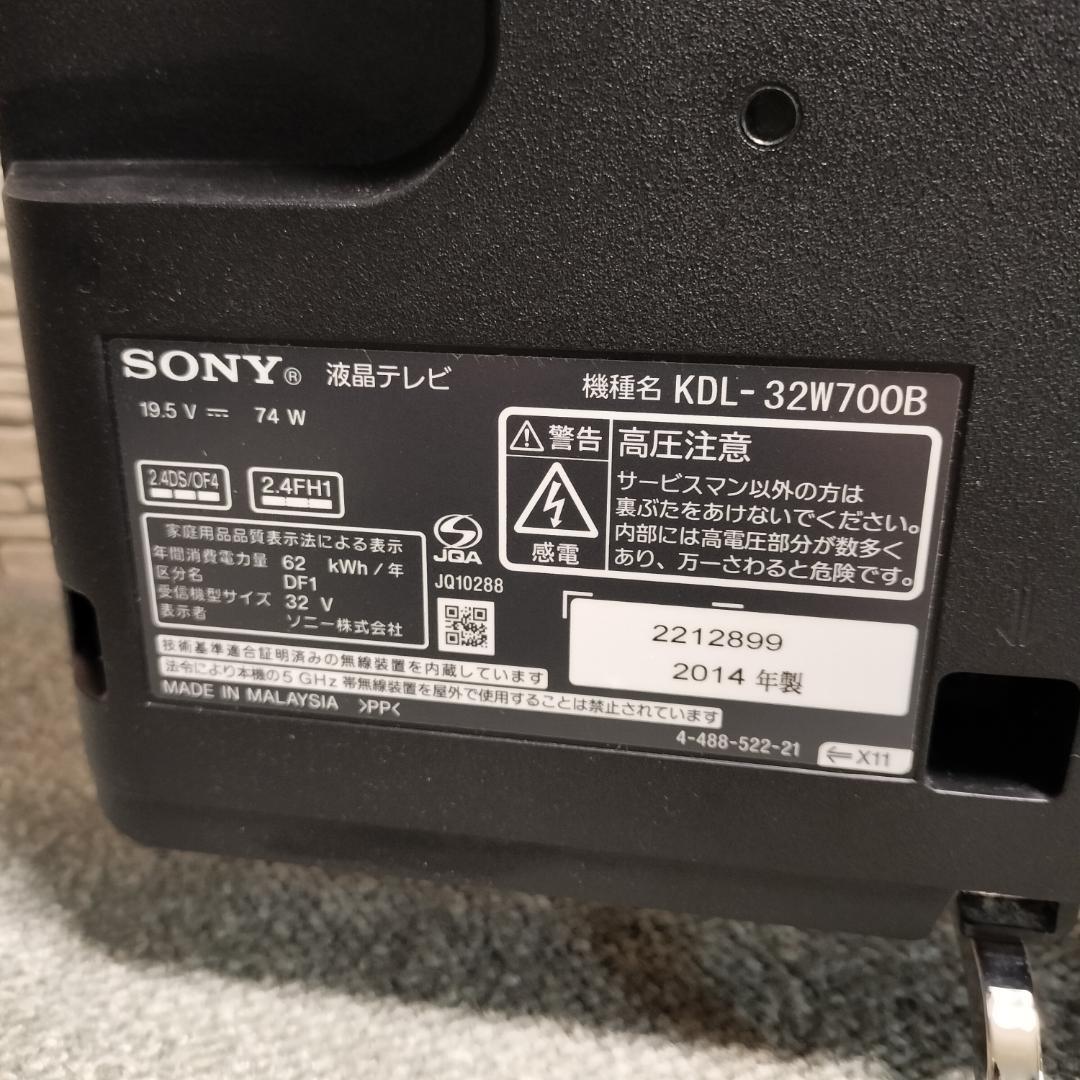 SONY® 液晶テレビ
機種名 KDL-32W700B
19.5 V ⎓ 74 W
2.4DS/OF4
2.4FH1
家庭用品品質表示法による表示
年間消費電力量 62 kWh/年
区分名 DF1
受信機型サイズ 32 V
表示者 ソニー株式会社
JQA
JQ10288
⚠警告
感電
高圧注意
サービスマン以外の方は
裏ぶたをあけないでください。
内部には高電圧部分が数多く
あり、万一さわると危険です。
2212899
2014 年製
技術基準適合証明済みの無線装置を内蔵しています
法令により本機の5 GHz 帯無線装置を屋外で使用することは禁止されています
MADE IN MALAYSIA >PP<
4-488-522-21
⇐X11